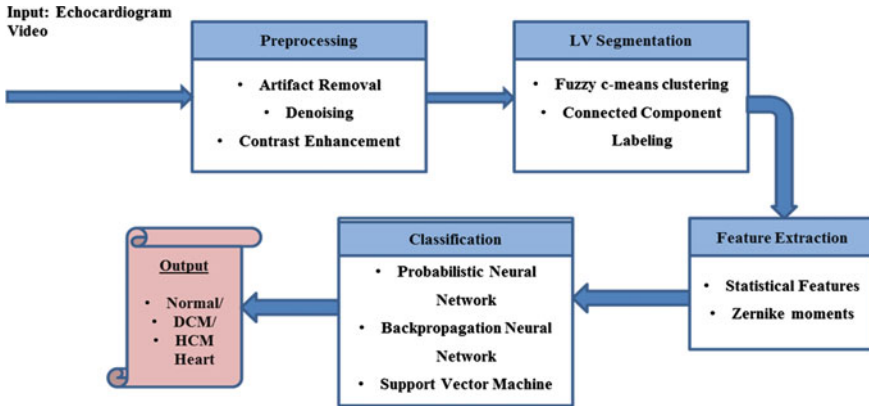 Input: Echocardiogram
Video
Preprocessing
• Artifact Removal
• Denoising
• Contrast Enhancement
LV Segmentation
• Fuzzy c-means clustering
• Connected Component
Labeling
Feature Extraction
• Statistical Features
• Zernike moments
Classification
• Probabilistic Neural
Network
• Backpropagation Neural
Network
• Support Vector Machine
Output
• Normal/
• DCM/
• HCM
Heart